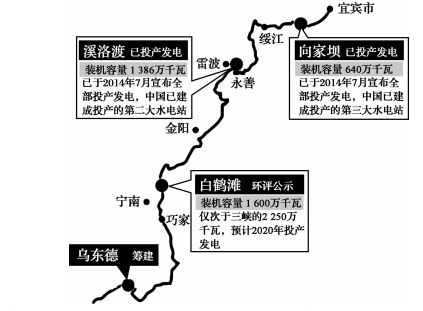 宜宾市
绥江
向家坝 已投产发电
装机容量640万千瓦
已于2014年7月宣布全
部投产发电，中国已建
成投产的第三大水电站
溪洛渡 已投产发电
装机容量1 386万千瓦
已于2014年7月宣布全
部投产发电，中国已建
成投产的第二大水电站
雷波
永善
金阳
白鹤滩 环评公示
装机容量1 600万千瓦
仅次于三峡的2 250万
千瓦，预计2020年投产
发电
宁南
巧家
乌东德 筹建